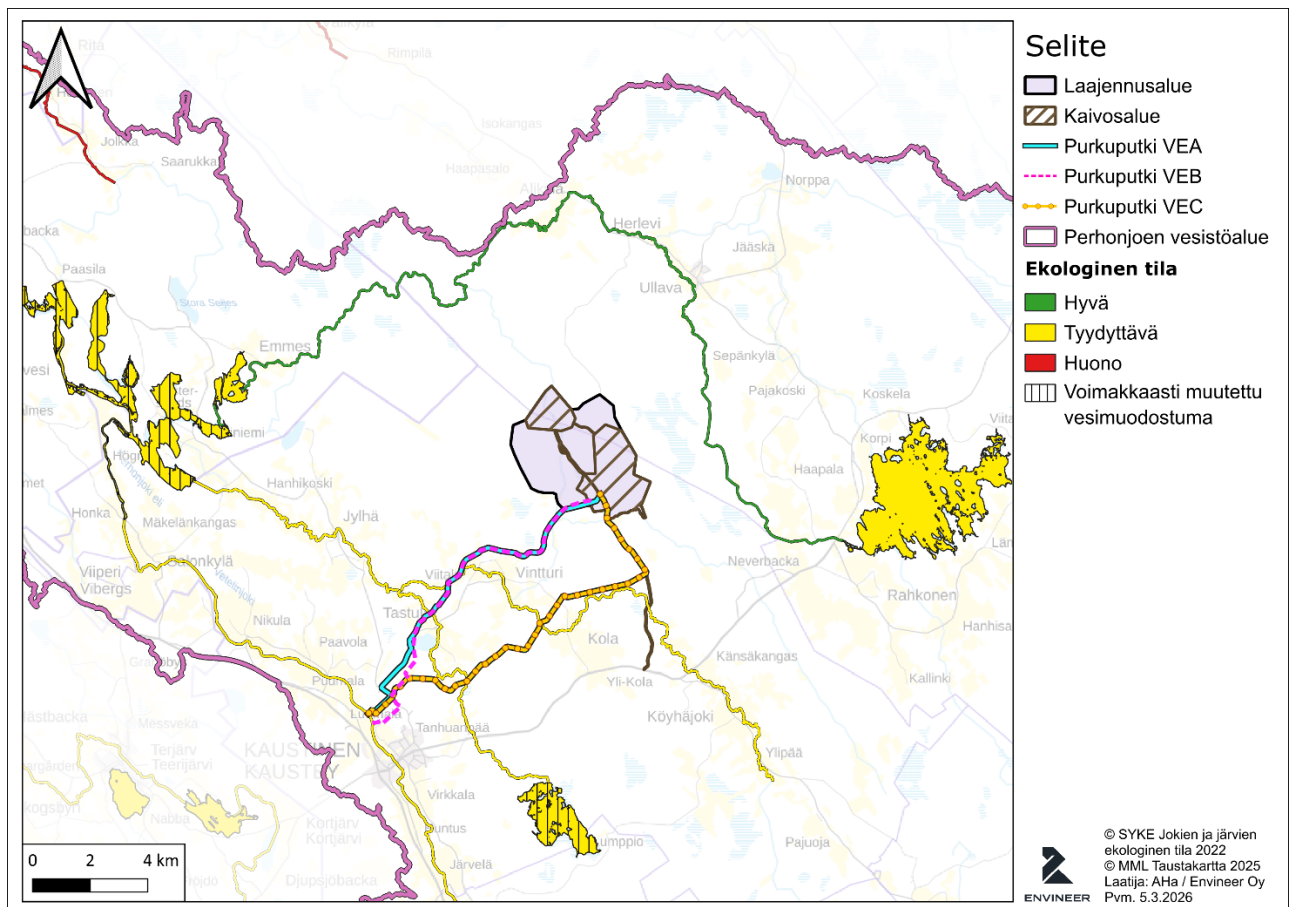 Selite
Laajennusalue
Kaivosalue
Purkuputki VEA
Purkuputki VEB
Purkuputki VEC
Perhonjoen vesistöalue
Ekologinen tila
Hyvä
Tyydyttävä
Huono
Voimakkaasti muutettu
vesimuodostuma
Rimpilä
Jolkka
Saarukka
Isokangas
Haapasalo
Norppa
Herlevi
Jääskä
Paasila
Ullava
Emmes
Sepänkylä
Pajakoski
Koskela
Korpi
Haapala
Hanhikoski
Jylhä
Honka
Mäkelänkangas
Neverbacka
Vintturi
Viiperi
Vibergs
Rahkonen
Nikula
Paavola
Kola
Känsäkangas
Kallinki
Yli-Kola
Messveka
Köyhäjoki
Tanhuanpää
Terjärv
Teerijärvi
KAUSTINEN
KAUSTBY
Ylipää
Virkkala
Nabba
Kortjärv
Kortjärvi
Pajuoja
Järvelä
Djupsjöbacka
0 2 4 km
ENVINEER
© SYKE Jokien ja järvien
ekologinen tila 2022
© MML Taustakartta 2025
Laatija: AHa / Envineer Oy
Pvm. 5.3.2026